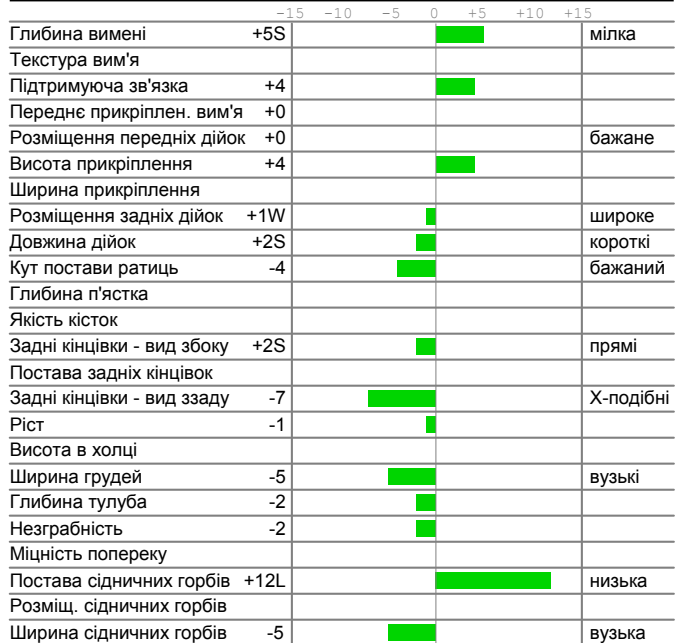 -15 -10 -5 0 +5 +10 +15
Глибина вимені +5S мілка
Текстура вим'я
Підтримуюча зв'язка +4
Переднє прикріплен. вим'я +0
Розміщення передніх дійок +0 бажане
Висота прикріплення +4
Ширина прикріплення
Розміщення задніх дійок +1W широке
Довжина дійок +2S короткі
Кут постави ратиць -4 бажаний
Глибина п'ястка
Якість кісток
Задні кінцівки - вид збоку +2S прямі
Постава задніх кінцівок
Задні кінцівки - вид ззаду -7 Х-подібні
Ріст -1
Висота в холці
Ширина грудей -5 вузькі
Глибина тулуба -2
Незграбність -2
Міцність попереку
Постава сідничних горбів +12L низька
Розміщ. сідничних горбів
Ширина сідничних горбів -5 вузька